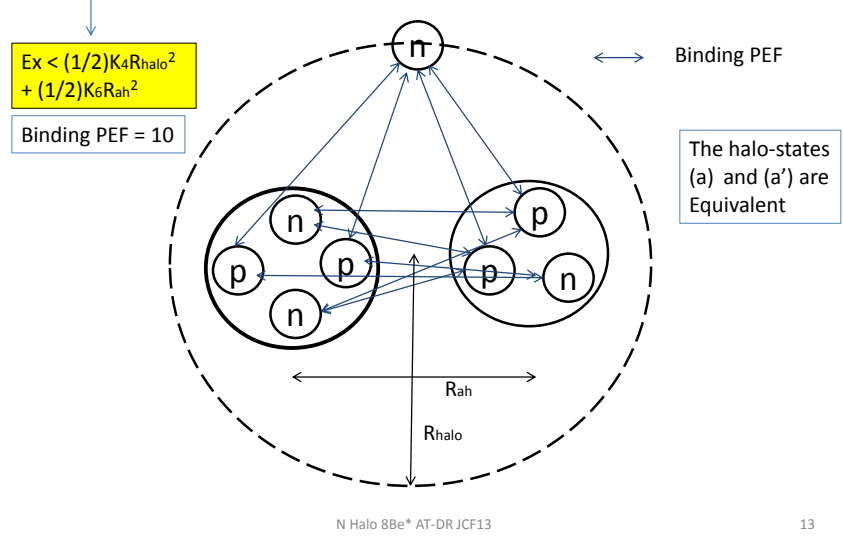 n
Binding PEF
Ex < (1/2)K4Rhalo²
+ (1/2)K6Rah²
Binding PEF = 10
The halo-states
(a) and (a’) are
Equivalent
n
p
p
p
p
n
n
Rah
Rhalo
N Halo 8Be* AT-DR JCF13
13